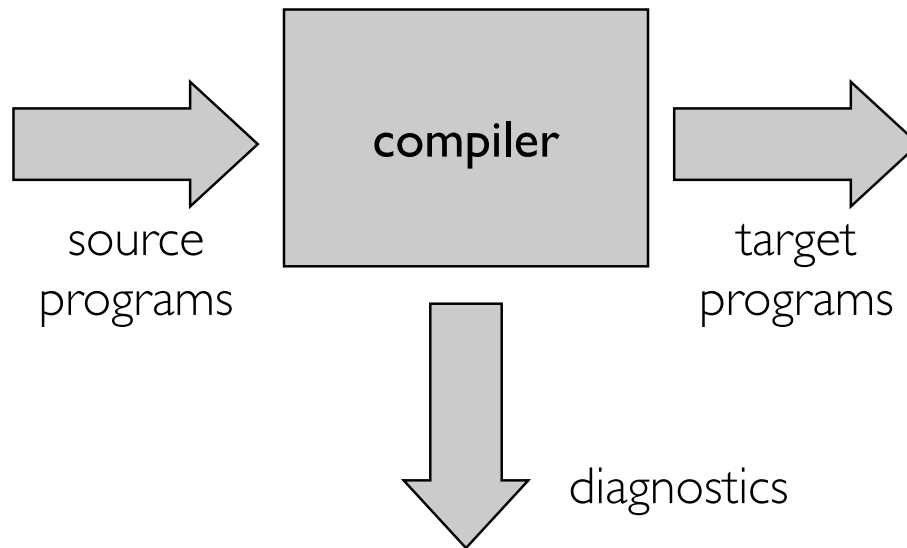 compiler
source
programs
target
programs
diagnostics